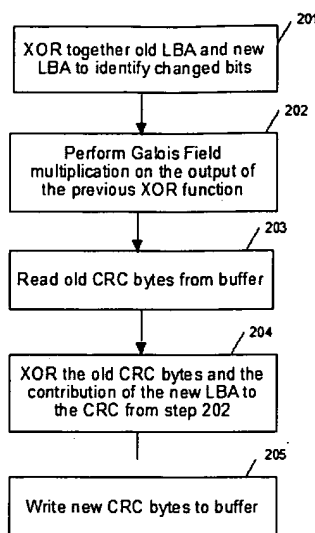 201
XOR together old LBA and new
LBA to identify changed bits
202
Perform Galois Field
multiplication on the output of
the previous XOR function
203
Read old CRC bytes from buffer
204
XOR the old CRC bytes and the
contribution of the new LBA to
the CRC from step 202
205
Write new CRC bytes to buffer